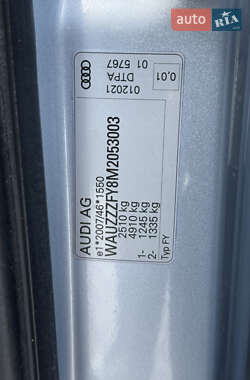 AUTO.RIA
AUDI AG
e1*2007/46*1550
WAUZZZFY8M2053003
2510 kg
4910 kg
1- 1245 kg
2- 1335 kg
Typ FY
012021 01 5767
DTPA
0,01